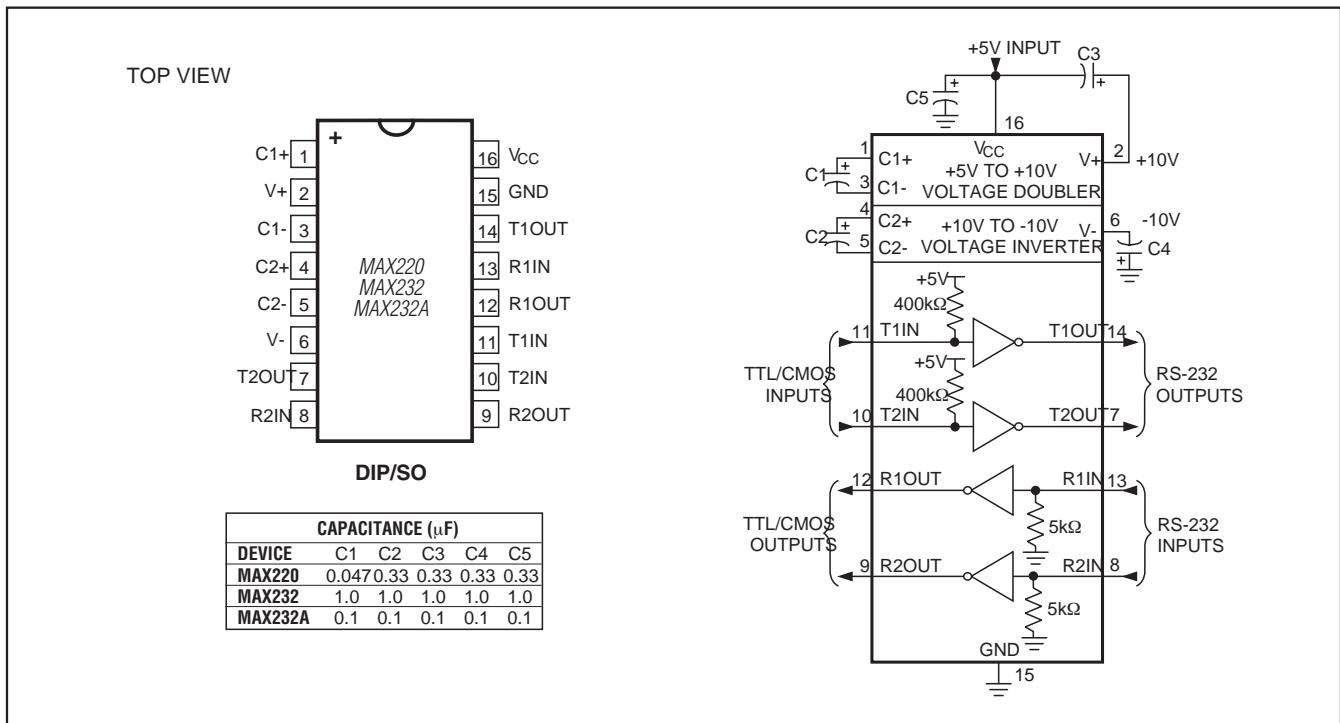 TOP VIEW
+
C1+ 1
V+ 2
C1- 3
C2+ 4
C2- 5
V- 6
T2OUT 7
R2IN 8
16 VCC
15 GND
14 T1OUT
13 R1IN
12 R1OUT
11 T1IN
10 T2IN
9 R2OUT
MAX220
MAX232
MAX232A
DIP/SO
CAPACITANCE (μF)
DEVICE C1 C2 C3 C4 C5
MAX220 0.047 0.33 0.33 0.33 0.33
MAX232 1.0 1.0 1.0 1.0 1.0
MAX232A 0.1 0.1 0.1 0.1 0.1
+5V INPUT
C3
+
+
C5
16
VCC
1
C1+
+
C1
3
C1-
+5V TO +10V
VOLTAGE DOUBLER
V+
2
+10V
4
C2+
+
C2
5
C2-
+10V TO -10V
VOLTAGE INVERTER
V-
6
-10V
C4
+
+5V
400kΩ
11 T1IN
T1OUT 14
+5V
400kΩ
10 T2IN
T2OUT 7
TTL/CMOS
INPUTS
RS-232
OUTPUTS
12 R1OUT
R1IN 13
5kΩ
9 R2OUT
R2IN 8
5kΩ
TTL/CMOS
OUTPUTS
RS-232
INPUTS
GND
15